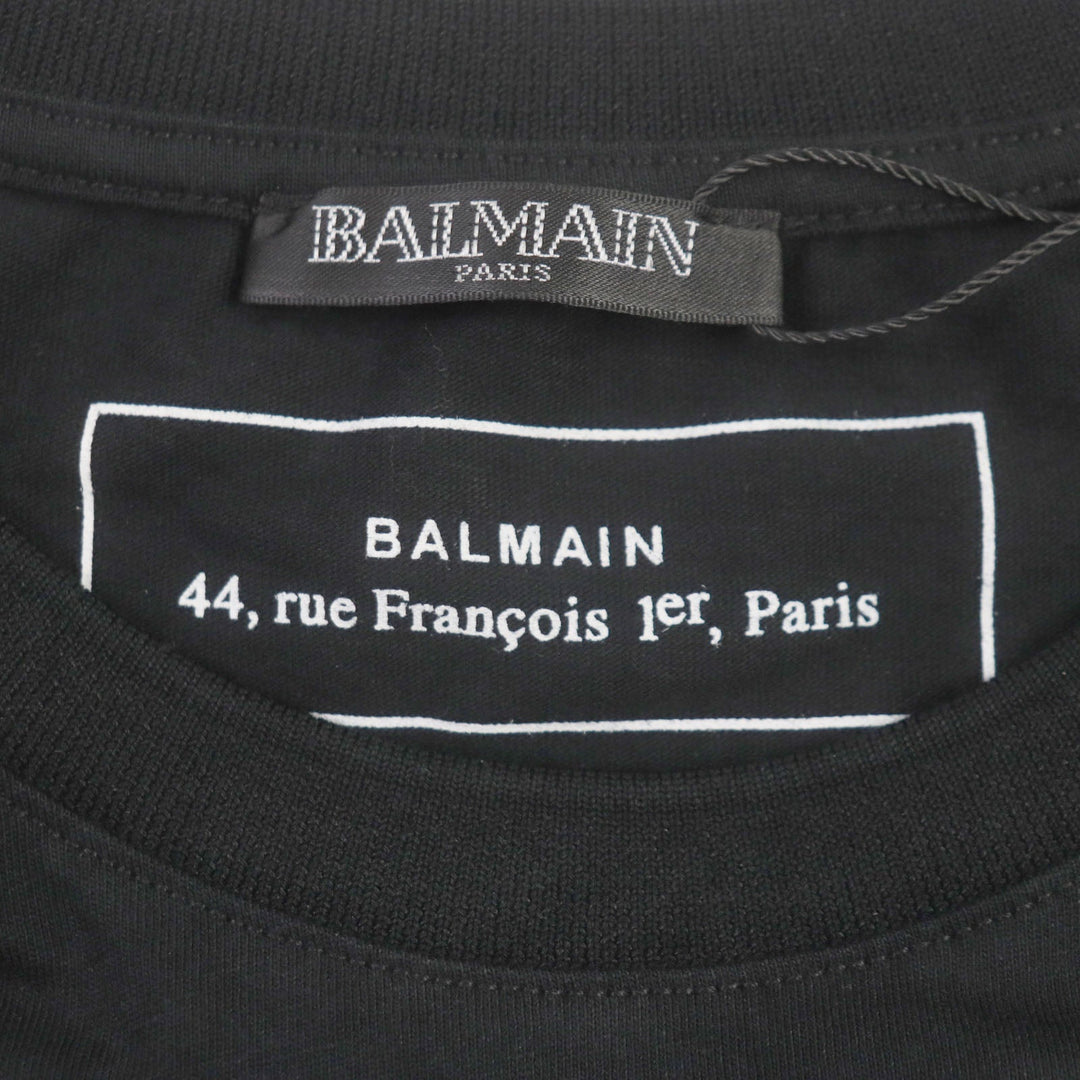 BALMAIN
PARIS
BALMAIN
44, rue François 1er, Paris